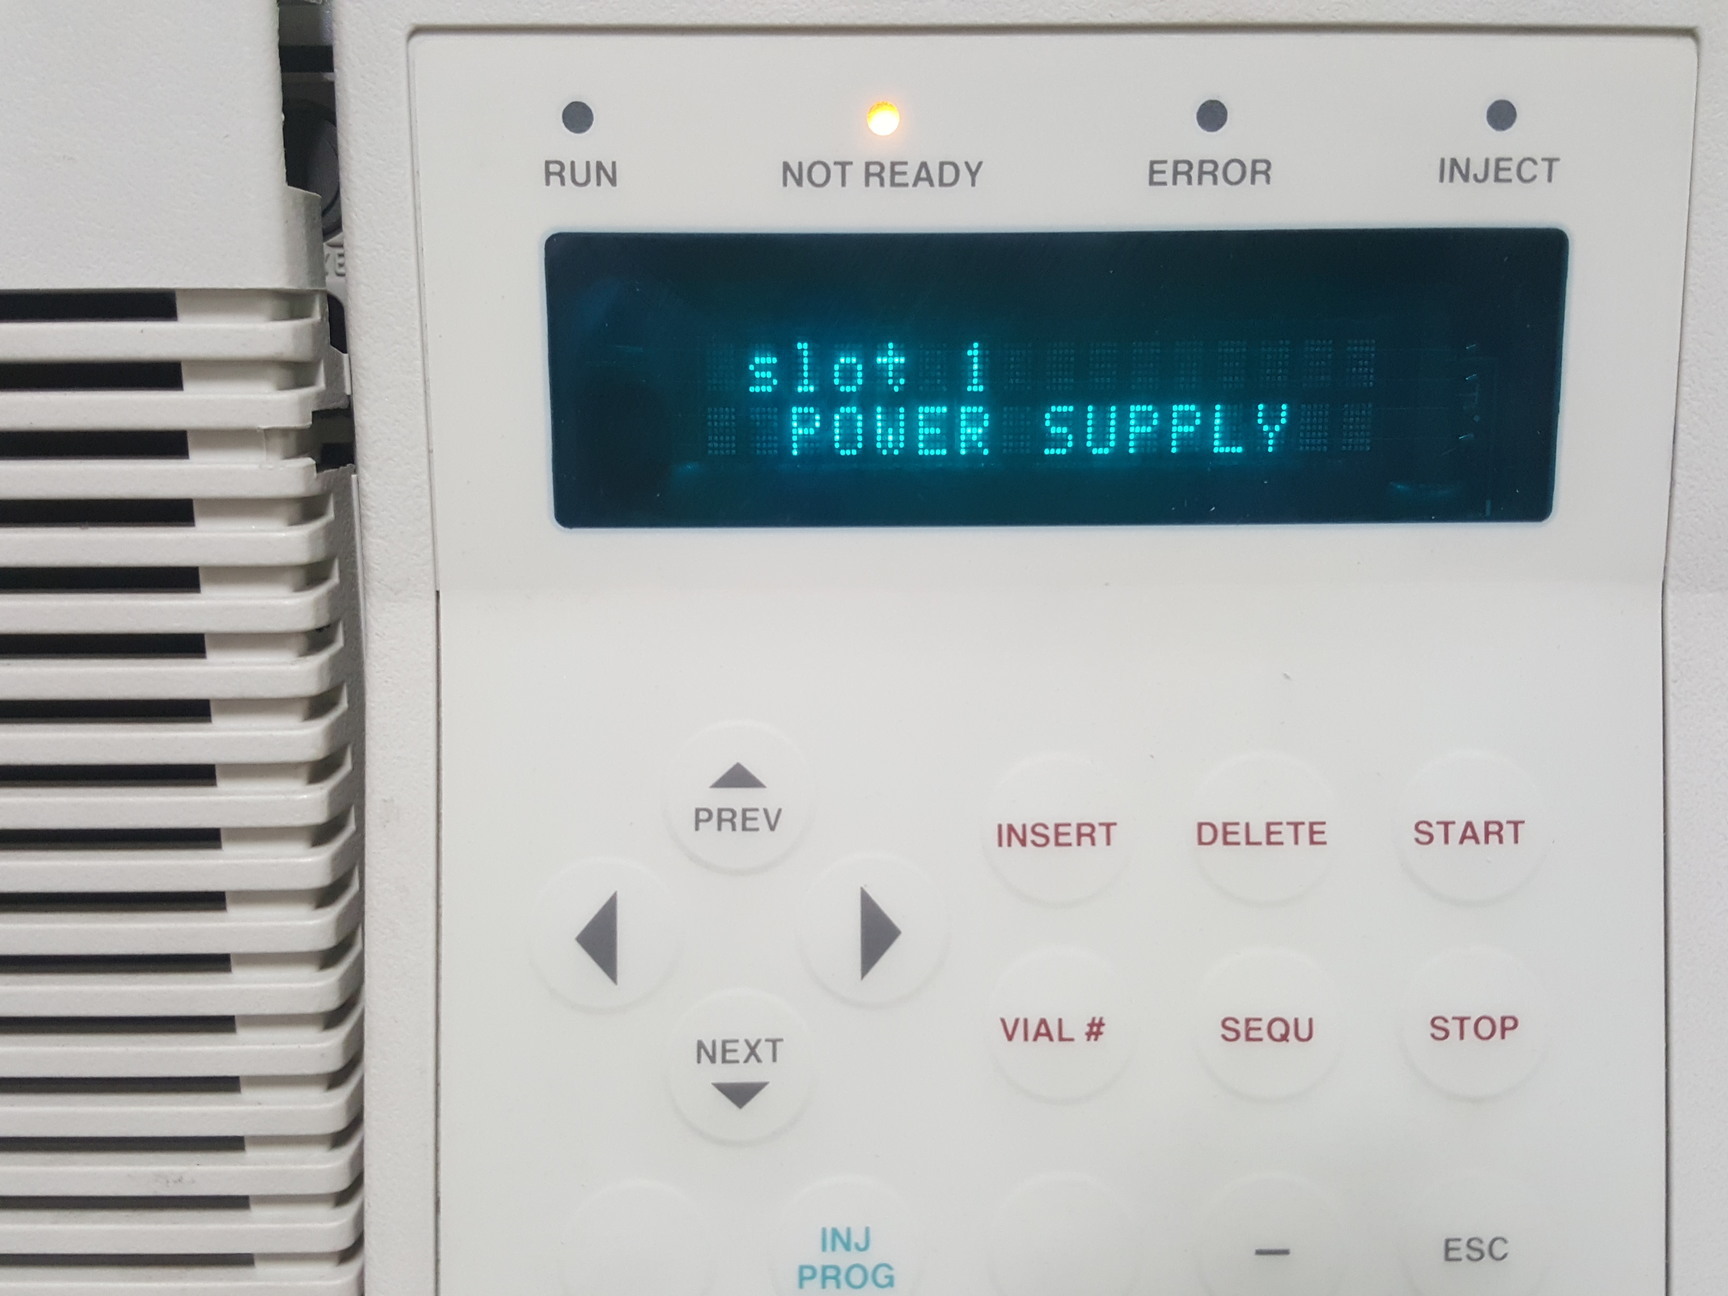 RUN NOT READY ERROR INJECT
slot 1
POWER SUPPLY
PREV
INSERT DELETE START
NEXT
VIAL # SEQU STOP
INJ
PROG
–
ESC